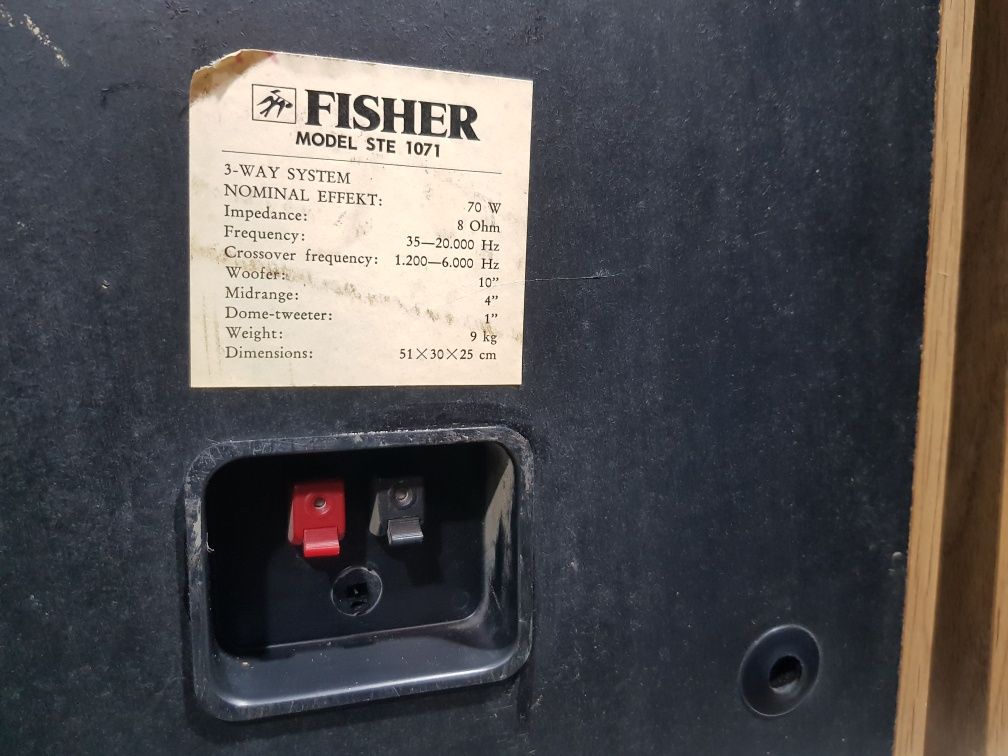 FISHER
MODEL STE 1071
3-WAY SYSTEM
NOMINAL EFFEKT: 70 W
Impedance: 8 Ohm
Frequency: 35—20.000 Hz
Crossover frequency: 1.200—6.000 Hz
Woofer: 10”
Midrange: 4”
Dome-tweeter: 1”
Weight: 9 kg
Dimensions: 51×30×25 cm